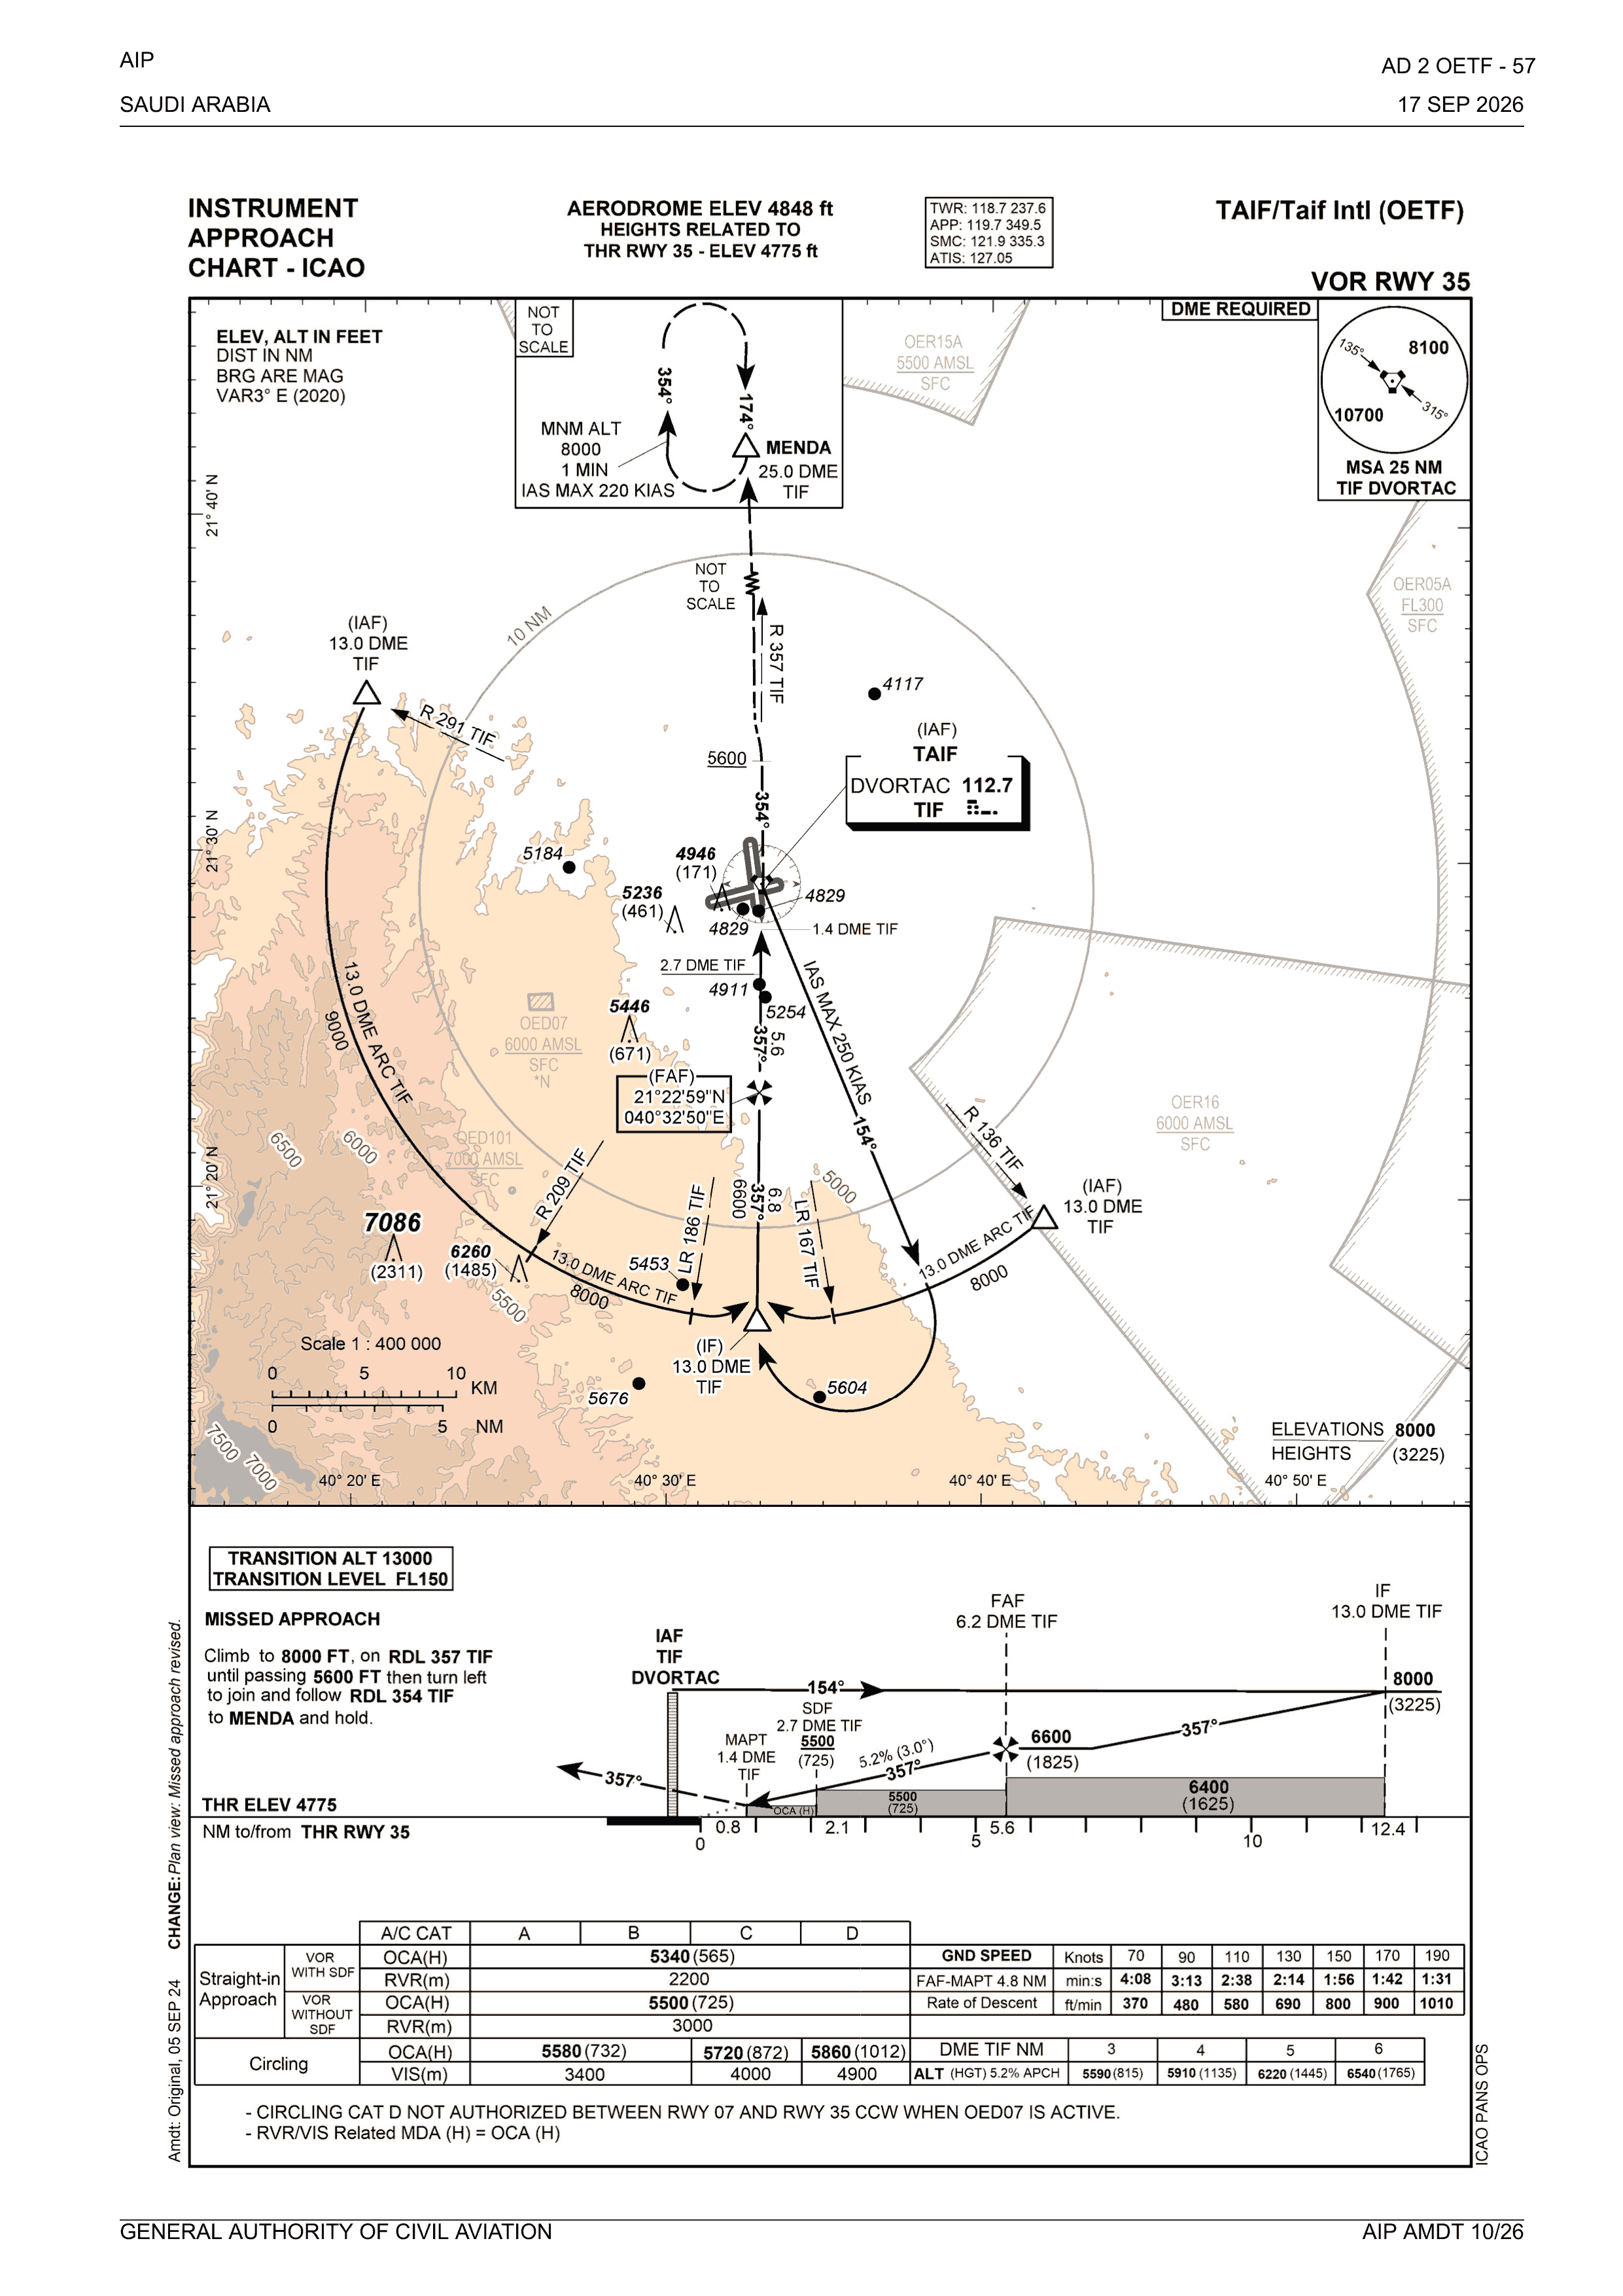 AIP
SAUDI ARABIA
AD 2 OETF - 57
17 SEP 2026
INSTRUMENT
APPROACH
CHART - ICAO
AERODROME ELEV 4848 ft
HEIGHTS RELATED TO
THR RWY 35 - ELEV 4775 ft
TWR: 118.7 237.6
APP: 119.7 349.5
SMC: 121.9 335.3
ATIS: 127.05
TAIF/Taif Intl (OETF)
VOR RWY 35
ELEV, ALT IN FEET
DIST IN NM
BRG ARE MAG
VAR3° E (2020)
NOT
TO
SCALE
354°
174°
MNM ALT
8000
1 MIN
IAS MAX 220 KIAS
MENDA
25.0 DME
TIF
OER15A
5500 AMSL
SFC
DME REQUIRED
135°
8100
10700
315°
MSA 25 NM
TIF DVORTAC
21° 40' N
NOT
TO
SCALE
10 NM
OER05A
FL300
SFC
(IAF)
13.0 DME
TIF
R 291 TIF
R 357 TIF
4117
(IAF)
TAIF
DVORTAC 112.7
TIF
5600
354°
21° 30' N
5184
4946
(171)
5236
(461)
4829
4829
1.4 DME TIF
2.7 DME TIF
4911
5254
13.0 DME ARC TIF
9000
OED07
6000 AMSL
SFC
*N
5446
(671)
357°
5.6
IAS MAX 250 KIAS
154°
(FAF)
21°22'59"N
040°32'50"E
R 136 TIF
OER16
6000 AMSL
SFC
6500
6000
OED101
7000 AMSL
SFC
21° 20' N
R 209 TIF
LR 186 TIF
6600
357°
6.8
LR 167 TIF
5000
(IAF)
13.0 DME
TIF
7086
(2311)
6260
(1485)
5500
5453
13.0 DME ARC TIF
8000
13.0 DME ARC TIF
8000
Scale 1 : 400 000
0 5 10
KM
0 5 NM
(IF)
13.0 DME
TIF
5676
5604
7500
7000
ELEVATIONS 8000
HEIGHTS (3225)
40° 20' E
40° 30' E
40° 40' E
40° 50' E
TRANSITION ALT 13000
TRANSITION LEVEL FL150
MISSED APPROACH
Climb to 8000 FT, on RDL 357 TIF
until passing 5600 FT then turn left
to join and follow RDL 354 TIF
to MENDA and hold.
IAF
TIF
DVORTAC
FAF
6.2 DME TIF
IF
13.0 DME TIF
154°
8000
(3225)
SDF
2.7 DME TIF
5500
(725)
MAPT
1.4 DME
TIF
5.2% (3.0°)
357°
6600
(1825)
357°
357°
OCA (H)
5500
(725)
6400
(1625)
THR ELEV 4775
NM to/from THR RWY 35
0 0.8 2.1 5 5.6 10 12.4
A/C CAT A B C D
Straight-in
Approach
VOR
WITH SDF
OCA(H) 5340 (565)
RVR(m) 2200
VOR
WITHOUT
SDF
OCA(H) 5500 (725)
RVR(m) 3000
Circling
OCA(H) 5580 (732) 5720 (872) 5860 (1012)
VIS(m) 3400 4000 4900
GND SPEED Knots 70 90 110 130 150 170 190
FAF-MAPT 4.8 NM min:s 4:08 3:13 2:38 2:14 1:56 1:42 1:31
Rate of Descent ft/min 370 480 580 690 800 900 1010
DME TIF NM 3 4 5 6
ALT (HGT) 5.2% APCH 5590 (815) 5910 (1135) 6220 (1445) 6540 (1765)
- CIRCLING CAT D NOT AUTHORIZED BETWEEN RWY 07 AND RWY 35 CCW WHEN OED07 IS ACTIVE.
- RVR/VIS Related MDA (H) = OCA (H)
Amdt: Original, 05 SEP 24 CHANGE: Plan view: Missed approach revised.
ICAO PANS OPS
GENERAL AUTHORITY OF CIVIL AVIATION
AIP AMDT 10/26